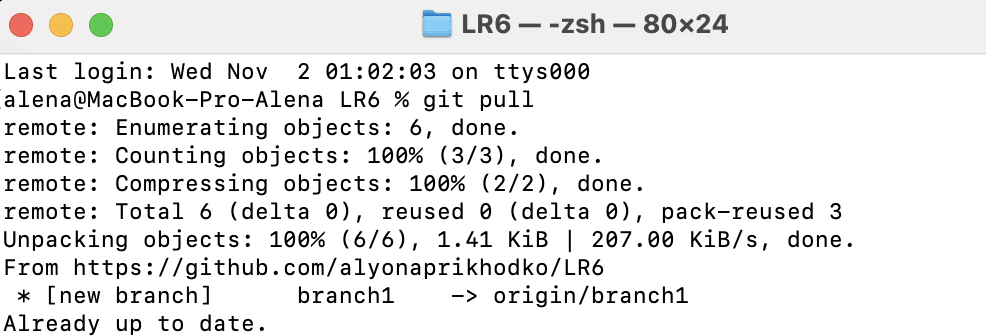 LR6 — -zsh — 80×24
Last login: Wed Nov  2 01:02:03 on ttys000
[alena@MacBook-Pro-Alena LR6 % git pull
remote: Enumerating objects: 6, done.
remote: Counting objects: 100% (3/3), done.
remote: Compressing objects: 100% (2/2), done.
remote: Total 6 (delta 0), reused 0 (delta 0), pack-reused 3
Unpacking objects: 100% (6/6), 1.41 KiB | 207.00 KiB/s, done.
From https://github.com/alyonaprikhodko/LR6
 * [new branch]      branch1    -> origin/branch1
Already up to date.